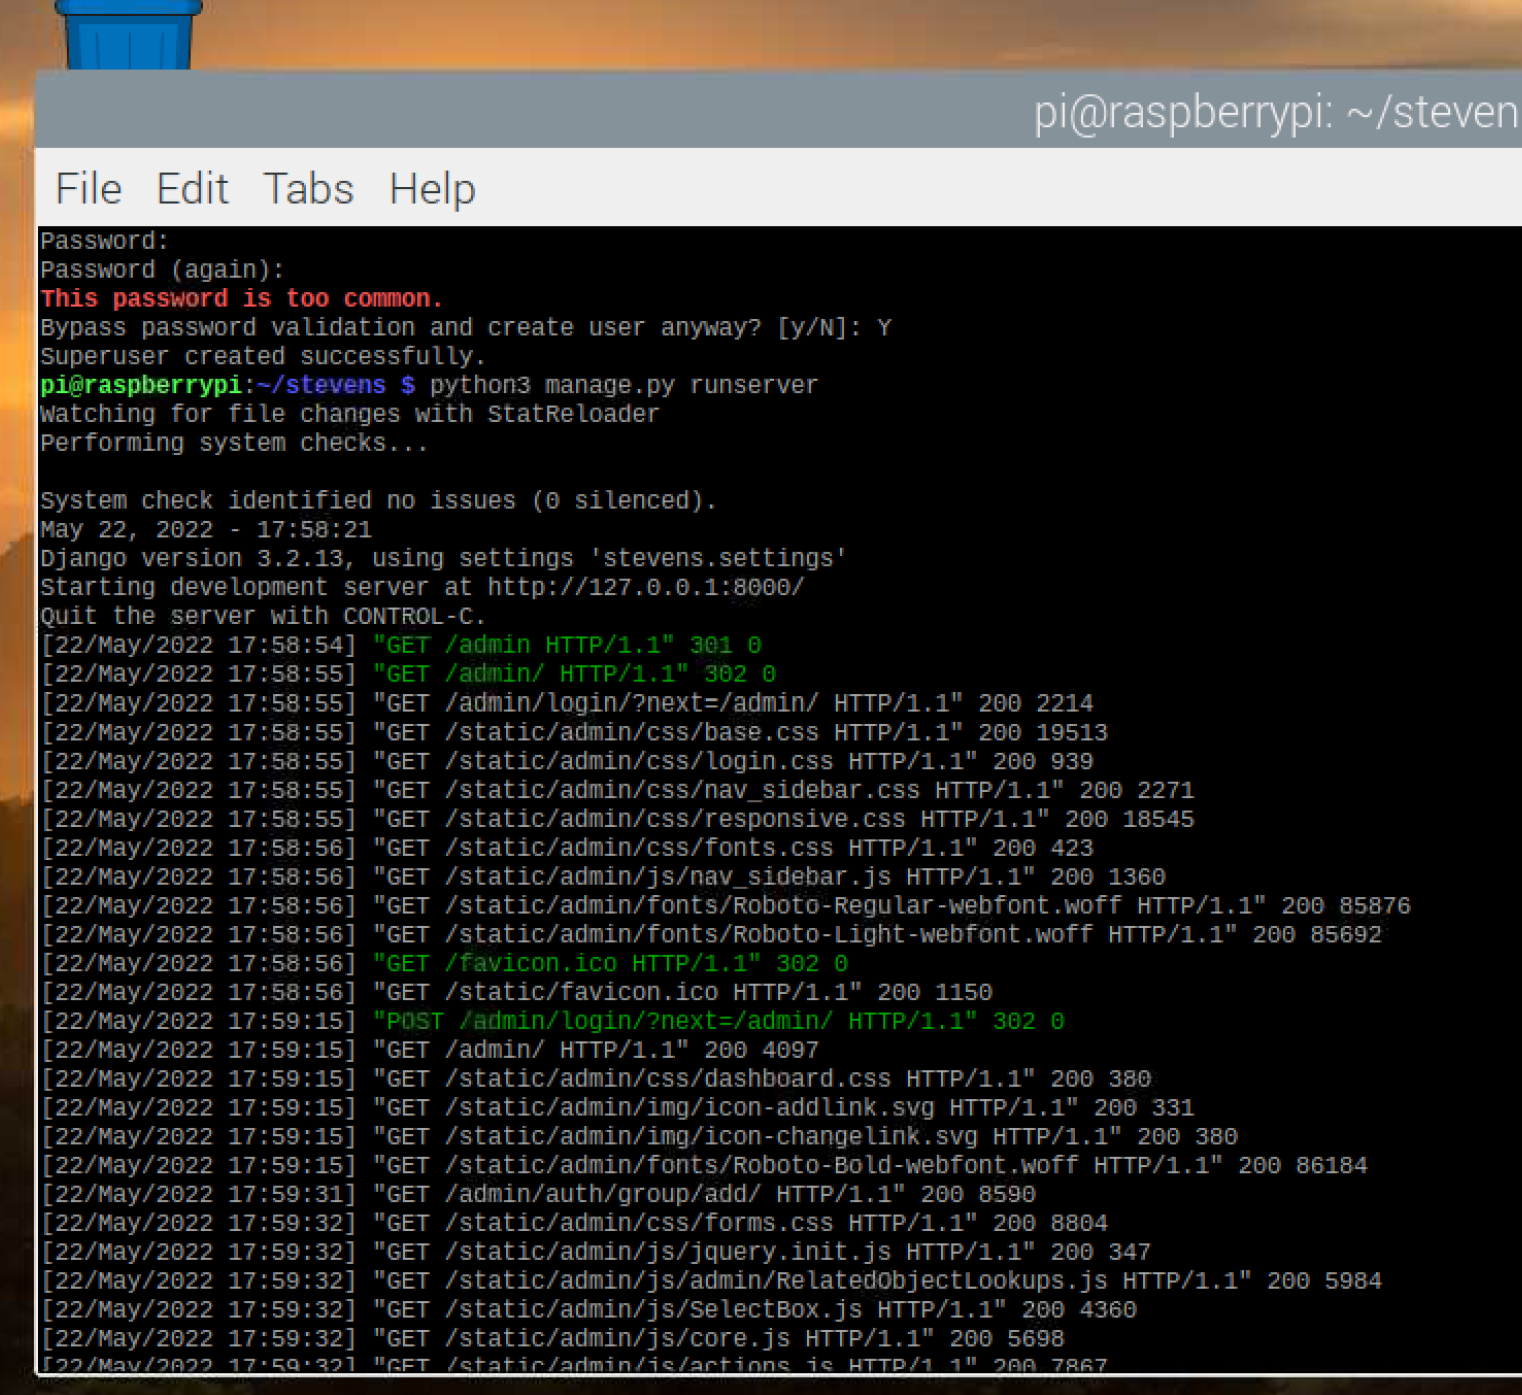 pi@raspberrypi: ~/steven
File Edit Tabs Help
Password:
Password (again):
This password is too common.
Bypass password validation and create user anyway? [y/N]: Y
Superuser created successfully.
pi@raspberrypi:~/stevens $ python3 manage.py runserver
Watching for file changes with StatReloader
Performing system checks...
System check identified no issues (0 silenced).
May 22, 2022 - 17:58:21
Django version 3.2.13, using settings 'stevens.settings'
Starting development server at http://127.0.0.1:8000/
Quit the server with CONTROL-C.
[22/May/2022 17:58:54] "GET /admin HTTP/1.1" 301 0
[22/May/2022 17:58:55] "GET /admin/ HTTP/1.1" 302 0
[22/May/2022 17:58:55] "GET /admin/login/?next=/admin/ HTTP/1.1" 200 2214
[22/May/2022 17:58:55] "GET /static/admin/css/base.css HTTP/1.1" 200 19513
[22/May/2022 17:58:55] "GET /static/admin/css/login.css HTTP/1.1" 200 939
[22/May/2022 17:58:55] "GET /static/admin/css/nav_sidebar.css HTTP/1.1" 200 2271
[22/May/2022 17:58:55] "GET /static/admin/css/responsive.css HTTP/1.1" 200 18545
[22/May/2022 17:58:56] "GET /static/admin/css/fonts.css HTTP/1.1" 200 423
[22/May/2022 17:58:56] "GET /static/admin/js/nav_sidebar.js HTTP/1.1" 200 1360
[22/May/2022 17:58:56] "GET /static/admin/fonts/Roboto-Regular-webfont.woff HTTP/1.1" 200 85876
[22/May/2022 17:58:56] "GET /static/admin/fonts/Roboto-Light-webfont.woff HTTP/1.1" 200 85692
[22/May/2022 17:58:56] "GET /favicon.ico HTTP/1.1" 302 0
[22/May/2022 17:58:56] "GET /static/favicon.ico HTTP/1.1" 200 1150
[22/May/2022 17:59:15] "POST /admin/login/?next=/admin/ HTTP/1.1" 302 0
[22/May/2022 17:59:15] "GET /admin/ HTTP/1.1" 200 4097
[22/May/2022 17:59:15] "GET /static/admin/css/dashboard.css HTTP/1.1" 200 380
[22/May/2022 17:59:15] "GET /static/admin/img/icon-addlink.svg HTTP/1.1" 200 331
[22/May/2022 17:59:15] "GET /static/admin/img/icon-changelink.svg HTTP/1.1" 200 380
[22/May/2022 17:59:15] "GET /static/admin/fonts/Roboto-Bold-webfont.woff HTTP/1.1" 200 86184
[22/May/2022 17:59:31] "GET /admin/auth/group/add/ HTTP/1.1" 200 8590
[22/May/2022 17:59:32] "GET /static/admin/css/forms.css HTTP/1.1" 200 8804
[22/May/2022 17:59:32] "GET /static/admin/js/jquery.init.js HTTP/1.1" 200 347
[22/May/2022 17:59:32] "GET /static/admin/js/admin/RelatedObjectLookups.js HTTP/1.1" 200 5984
[22/May/2022 17:59:32] "GET /static/admin/js/SelectBox.js HTTP/1.1" 200 4360
[22/May/2022 17:59:32] "GET /static/admin/js/core.js HTTP/1.1" 200 5698
[22/May/2022 17:59:32] "GET /static/admin/js/actions.js HTTP/1.1" 200 7867